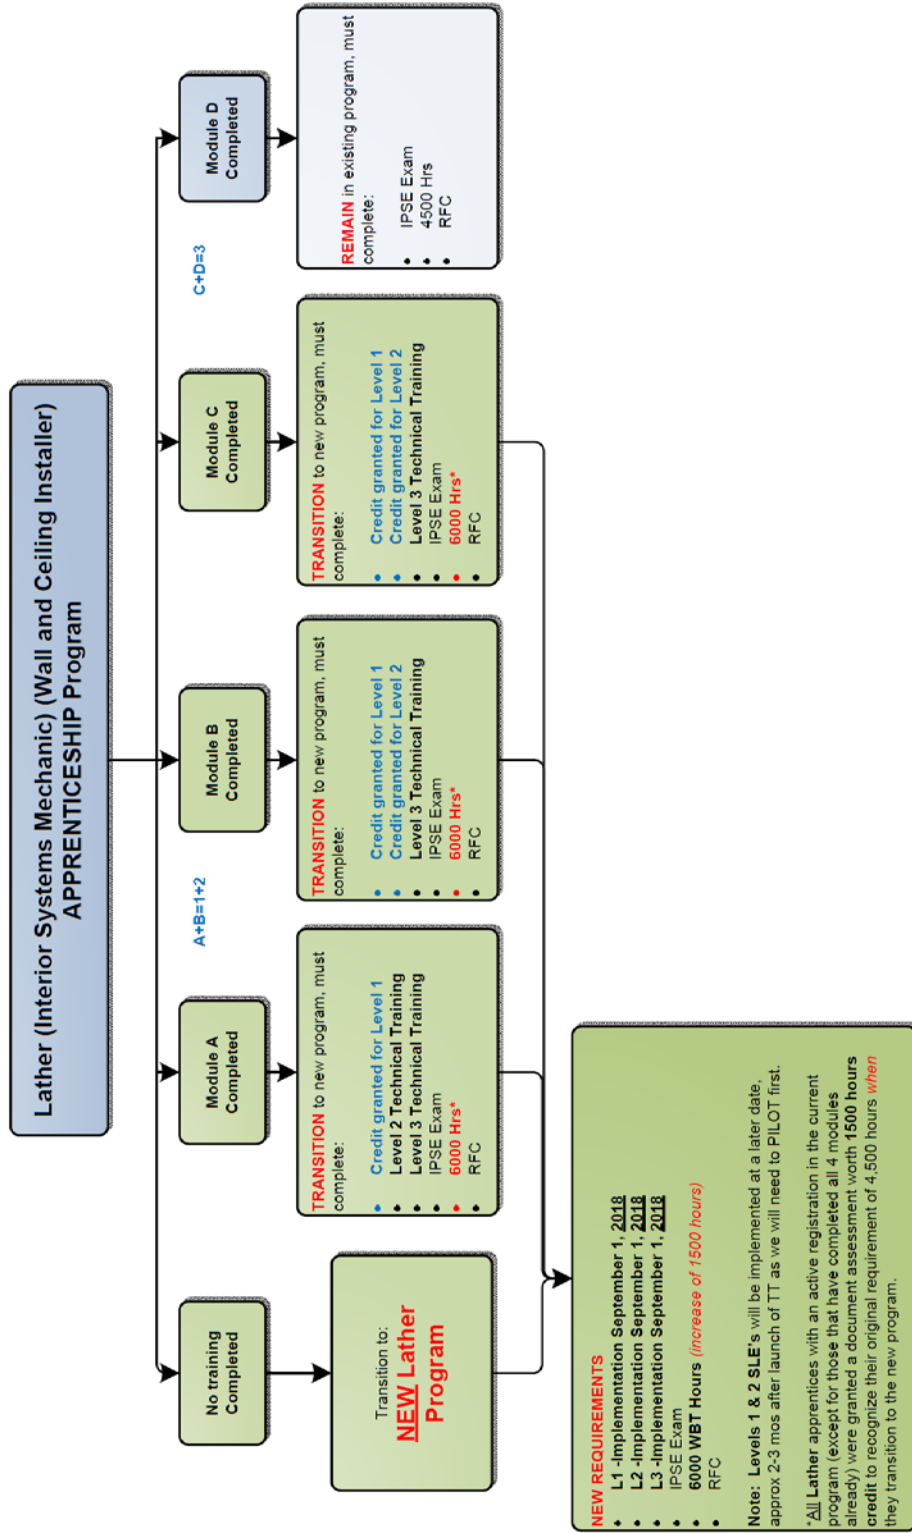 Lather (Interior Systems Mechanic) (Wall and Ceiling Installer)
APPRENTICESHIP Program
A+B=1+2
C+D=3
No training
Completed
Module A
Completed
Module B
Completed
Module C
Completed
Module D
Completed
Transition to:
NEW Lather
Program
TRANSITION to new program, must
complete:
• Credit granted for Level 1
• Level 2 Technical Training
• Level 3 Technical Training
• IPSE Exam
• 6000 Hrs*
• RFC
TRANSITION to new program, must
complete:
• Credit granted for Level 1
• Credit granted for Level 2
• Level 3 Technical Training
• IPSE Exam
• 6000 Hrs*
• RFC
TRANSITION to new program, must
complete:
• Credit granted for Level 1
• Credit granted for Level 2
• Level 3 Technical Training
• IPSE Exam
• 6000 Hrs*
• RFC
REMAIN in existing program, must
complete:
• IPSE Exam
• 4500 Hrs
• RFC
NEW REQUIREMENTS
• L1 -Implementation September 1, 2018
• L2 -Implementation September 1, 2018
• L3 -Implementation September 1, 2018
• IPSE Exam
• 6000 WBT Hours (increase of 1500 hours)
• RFC
Note: Levels 1 & 2 SLE's will be implemented at a later date,
approx 2-3 mos after launch of TT as we will need to PILOT first.
*All Lather apprentices with an active registration in the current
program (except for those that have completed all 4 modules
already) were granted a document assessment worth 1500 hours
credit to recognize their original requirement of 4,500 hours when
they transition to the new program.